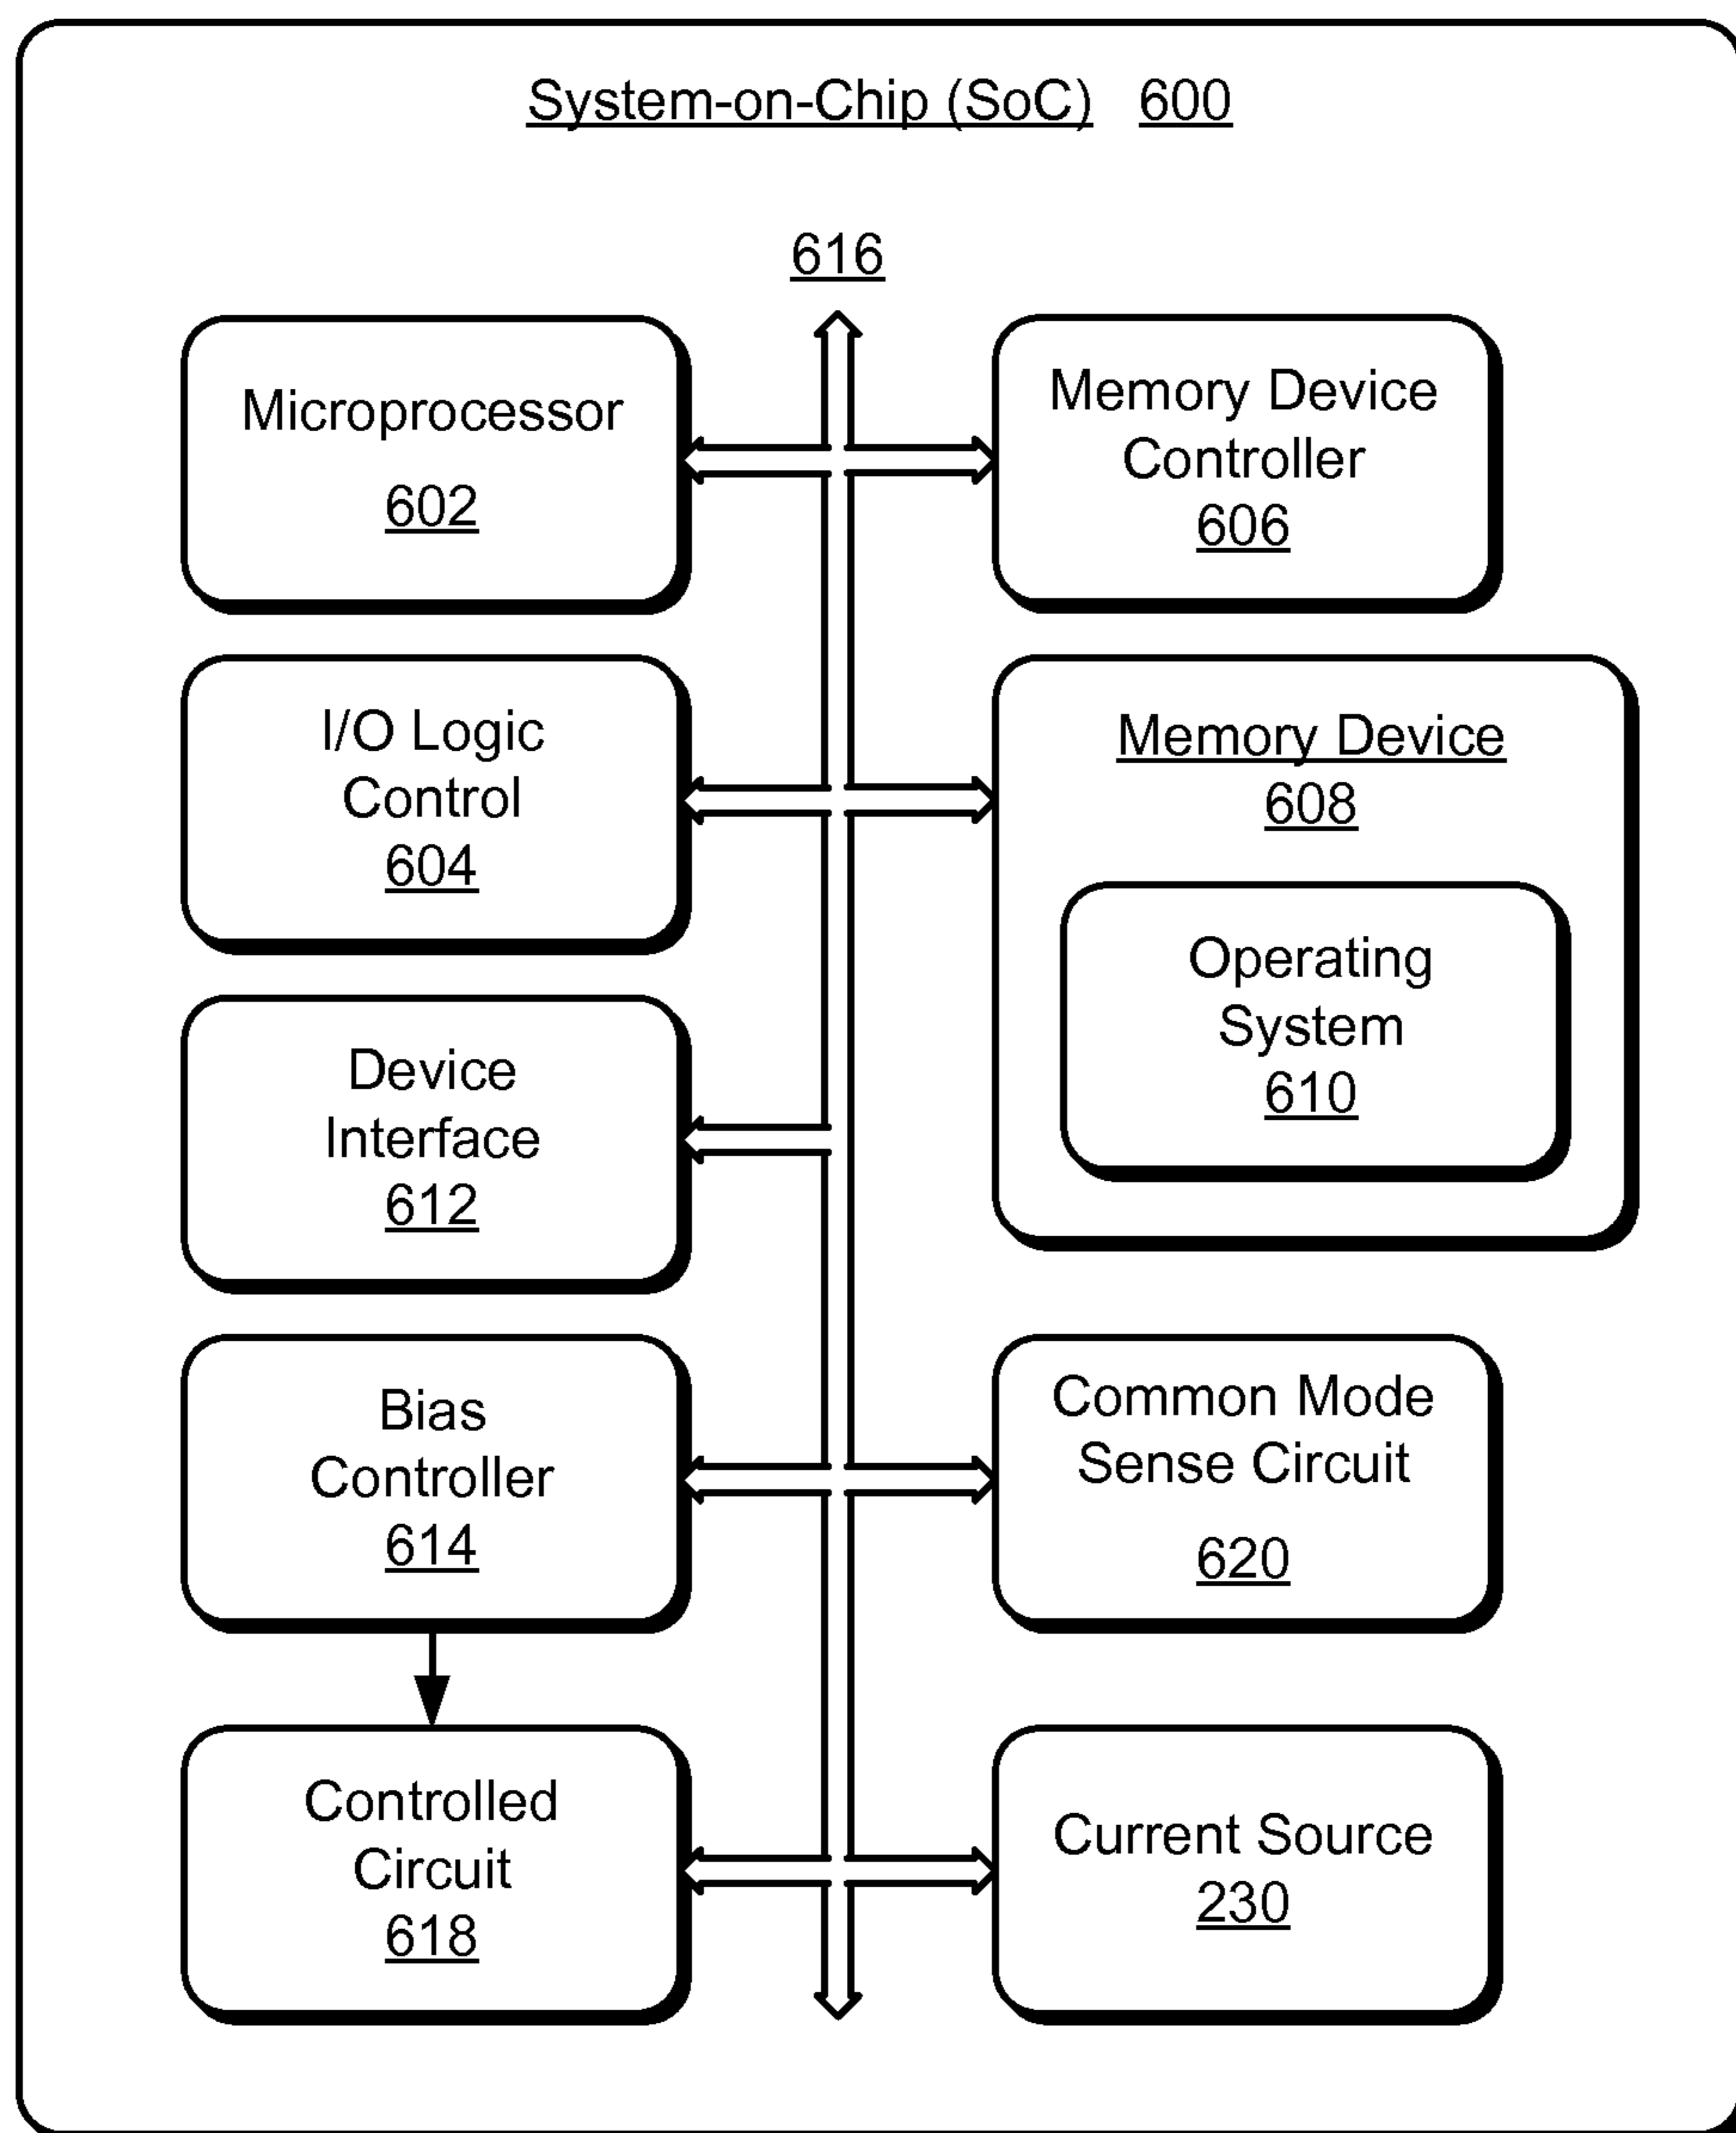 System-on-Chip (SoC) 600
616
Microprocessor
602
Memory Device
Controller
606
I/O Logic
Control
604
Memory Device
608
Operating
System
610
Device
Interface
612
Bias
Controller
614
Common Mode
Sense Circuit
620
Controlled
Circuit
618
Current Source
230